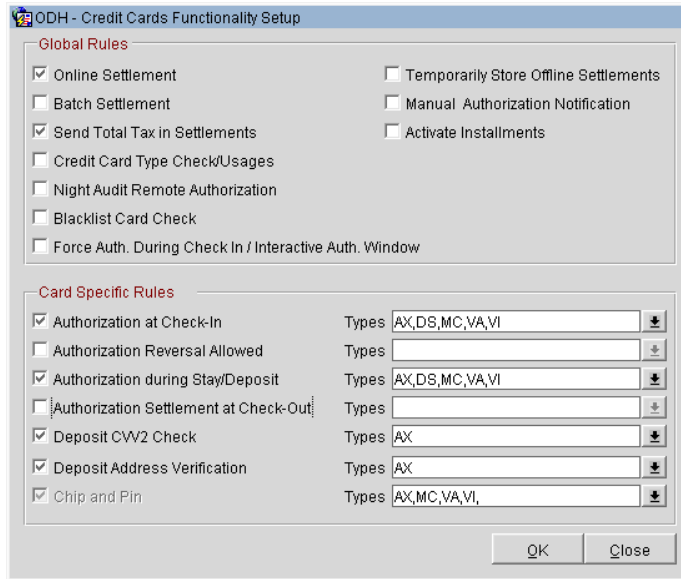 ODH - Credit Cards Functionality Setup
Global Rules
Online Settlement
Temporarily Store Offline Settlements
Batch Settlement
Manual Authorization Notification
Send Total Tax in Settlements
Activate Installments
Credit Card Type Check/Usages
Night Audit Remote Authorization
Blacklist Card Check
Force Auth. During Check In / Interactive Auth. Window
Card Specific Rules
Authorization at Check-In Types AX,DS,MC,VA,VI
Authorization Reversal Allowed Types
Authorization during Stay/Deposit Types AX,DS,MC,VA,VI
Authorization Settlement at Check-Out Types
Deposit CVV2 Check Types AX
Deposit Address Verification Types AX
Chip and Pin Types AX,MC,VA,VI,
OK Close